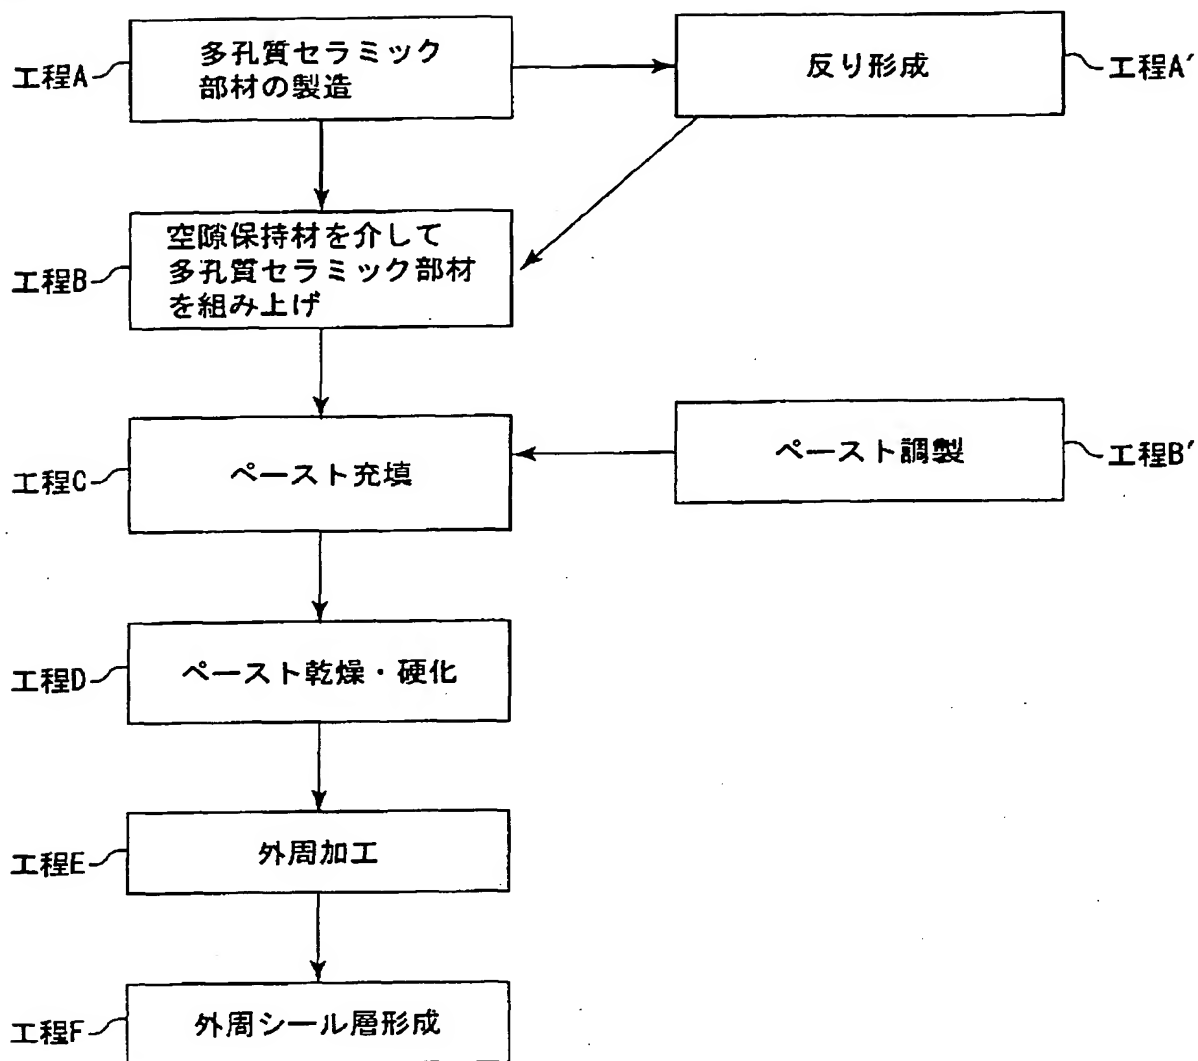 工程A
多孔質セラミック
部材の製造
反り形成
工程A′
工程B
空隙保持材を介して
多孔質セラミック部材
を組み上げ
工程C
ペースト充填
ペースト調製
工程B′
工程D
ペースト乾燥・硬化
工程E
外周加工
工程F
外周シール層形成